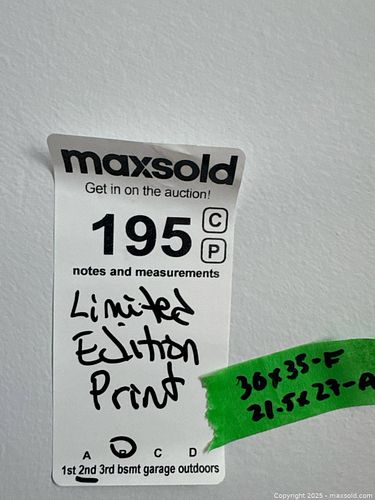 maxsold
Get in on the auction!
195 C
P
notes and measurements
Limited
Edition
Print
A B C D
1st 2nd 3rd bsmt garage outdoors
36x35-F
21.5x27-A
Copyright © 2025 - maxsold.com